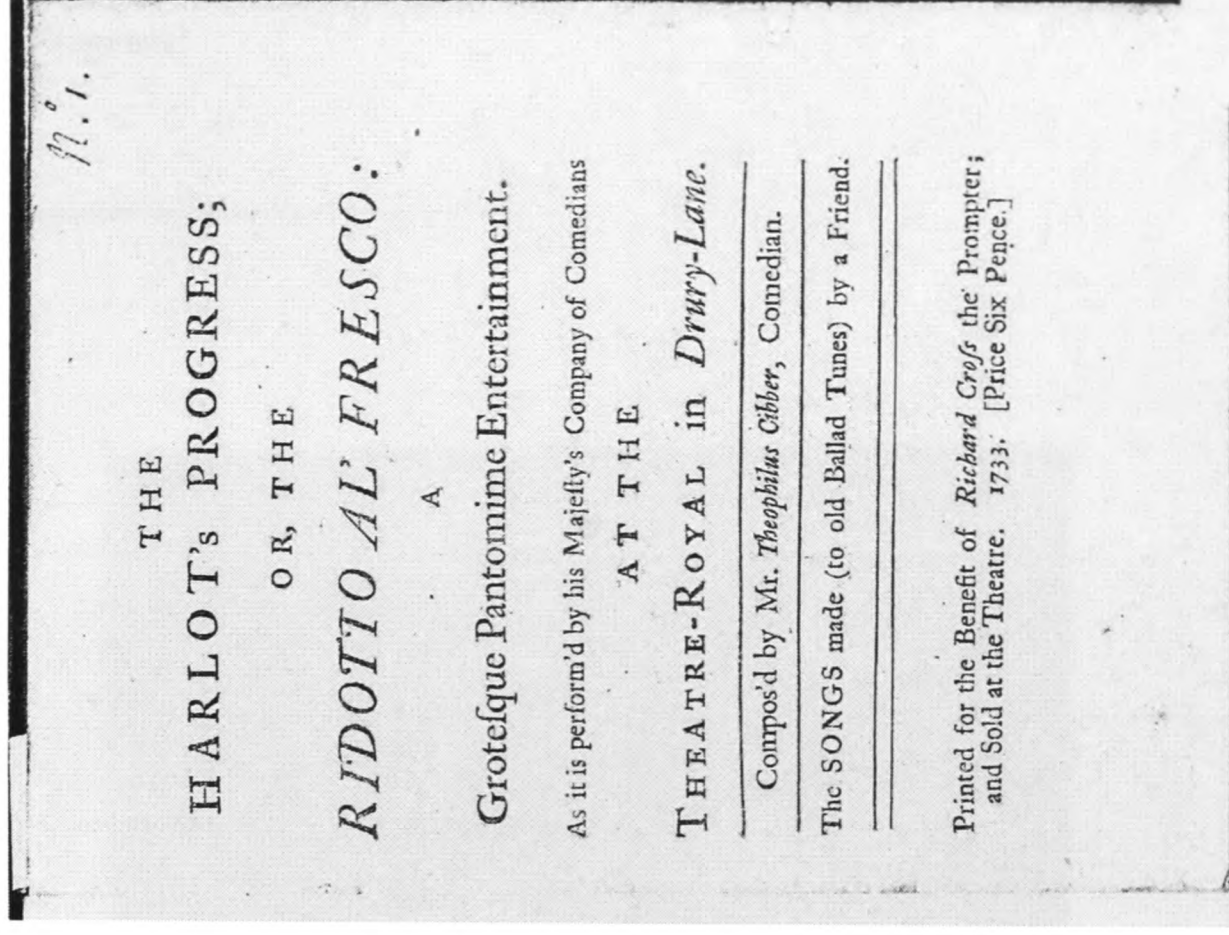 N.º 1.
THE
HARLOT's PROGRESS;
OR, THE
RIDOTTO AL' FRESCO:
A
Groteſque Pantomime Entertainment.
As it is perform'd by his Majeſty's Company of Comedians
AT THE
THEATRE-ROYAL in Drury-Lane.
Compos'd by Mr. Theophilus Cibber, Comedian.
The SONGS made (to old Ballad Tunes) by a Friend.
Printed for the Benefit of Richard Croſs the Prompter;
and Sold at the Theatre. 1733. [Price Six Pence.]